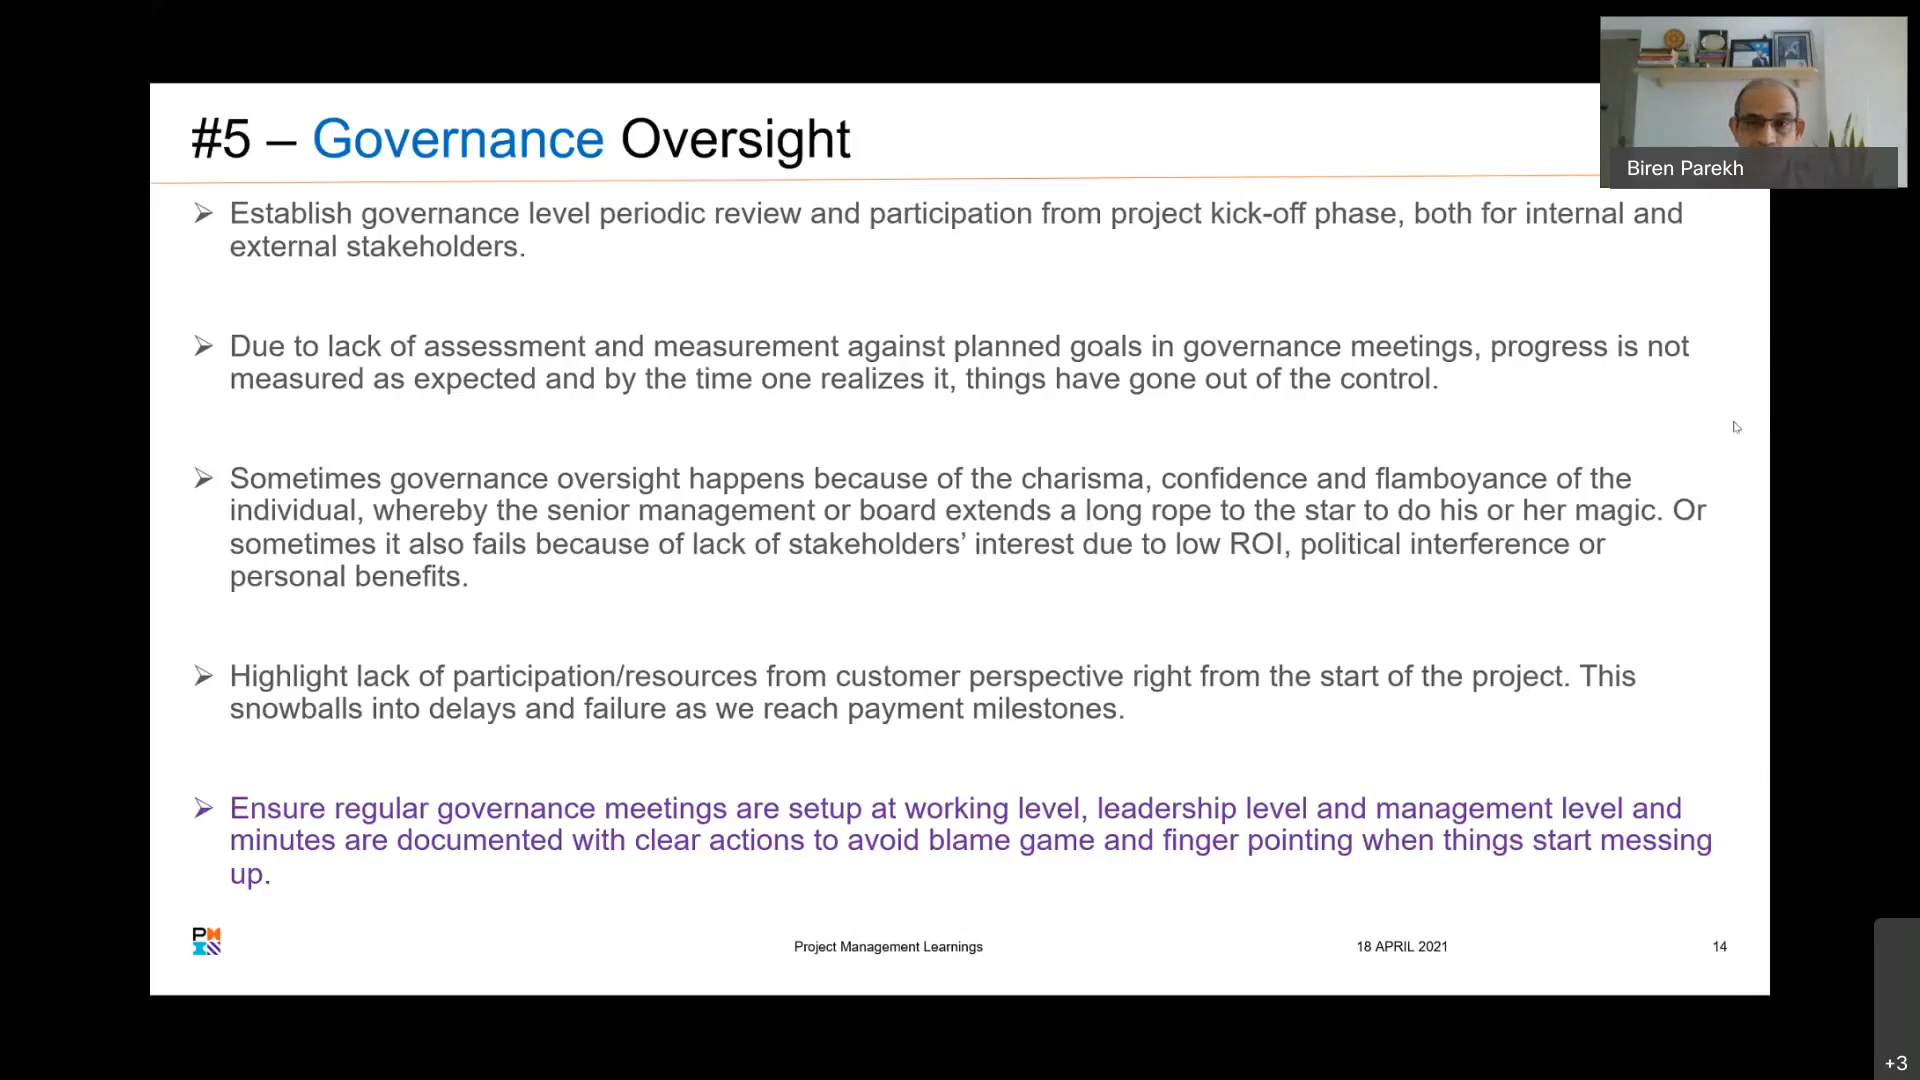 #5 – Governance Oversight
Biren Parekh
➢ Establish governance level periodic review and participation from project kick-off phase, both for internal and
external stakeholders.
➢ Due to lack of assessment and measurement against planned goals in governance meetings, progress is not
measured as expected and by the time one realizes it, things have gone out of the control.
➢ Sometimes governance oversight happens because of the charisma, confidence and flamboyance of the
individual, whereby the senior management or board extends a long rope to the star to do his or her magic. Or
sometimes it also fails because of lack of stakeholders’ interest due to low ROI, political interference or
personal benefits.
➢ Highlight lack of participation/resources from customer perspective right from the start of the project. This
snowballs into delays and failure as we reach payment milestones.
➢ Ensure regular governance meetings are setup at working level, leadership level and management level and
minutes are documented with clear actions to avoid blame game and finger pointing when things start messing
up.
Project Management Learnings
18 APRIL 2021
14
+3